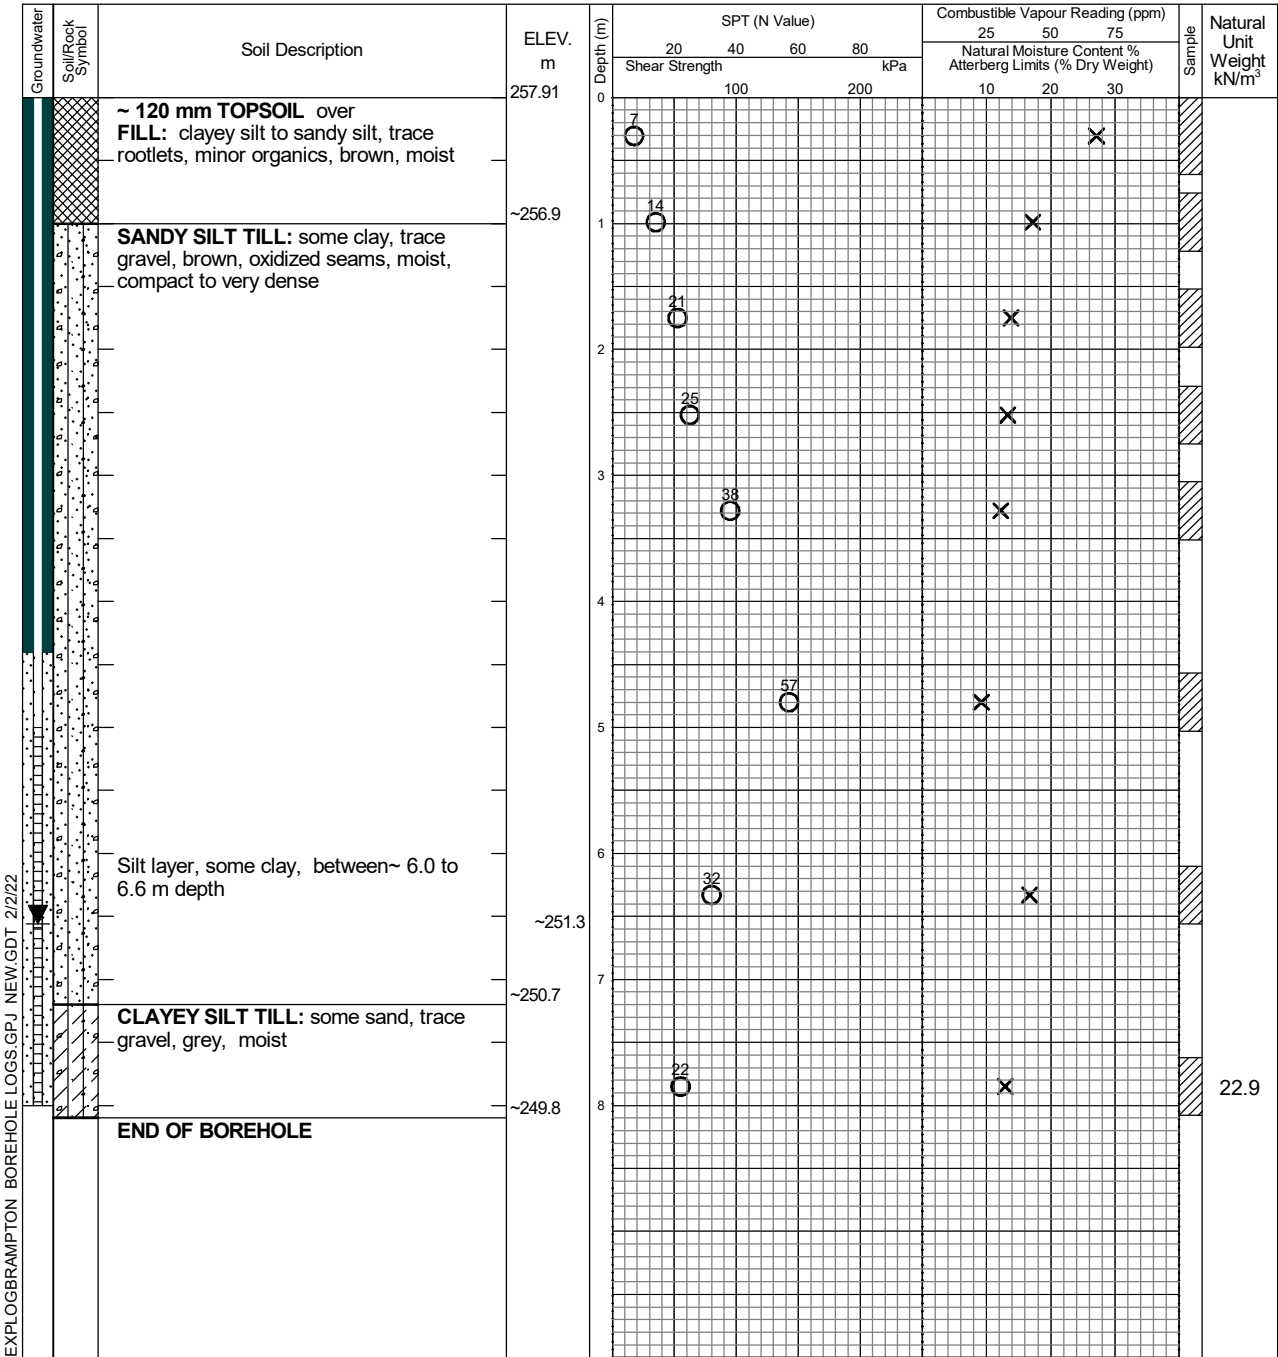 Groundwater
Soil/Rock
Symbol
Soil Description
ELEV.
m
Depth (m)
SPT (N Value)
20 40 60 80
Shear Strength kPa
100 200
Combustible Vapour Reading (ppm)
25 50 75
Natural Moisture Content %
Atterberg Limits (% Dry Weight)
10 20 30
Sample
Natural
Unit
Weight
kN/m³
257.91
0
~ 120 mm TOPSOIL over
FILL: clayey silt to sandy silt, trace
rootlets, minor organics, brown, moist
7
~256.9
14
1
SANDY SILT TILL: some clay, trace
gravel, brown, oxidized seams, moist,
compact to very dense
21
2
25
3
38
4
57
5
6
Silt layer, some clay, between~ 6.0 to
6.6 m depth
32
~251.3
7
~250.7
CLAYEY SILT TILL: some sand, trace
gravel, grey, moist
22
22.9
8
~249.8
END OF BOREHOLE
EXPLOGBRAMPTON BOREHOLE LOGS.GPJ NEW.GDT 2/2/22